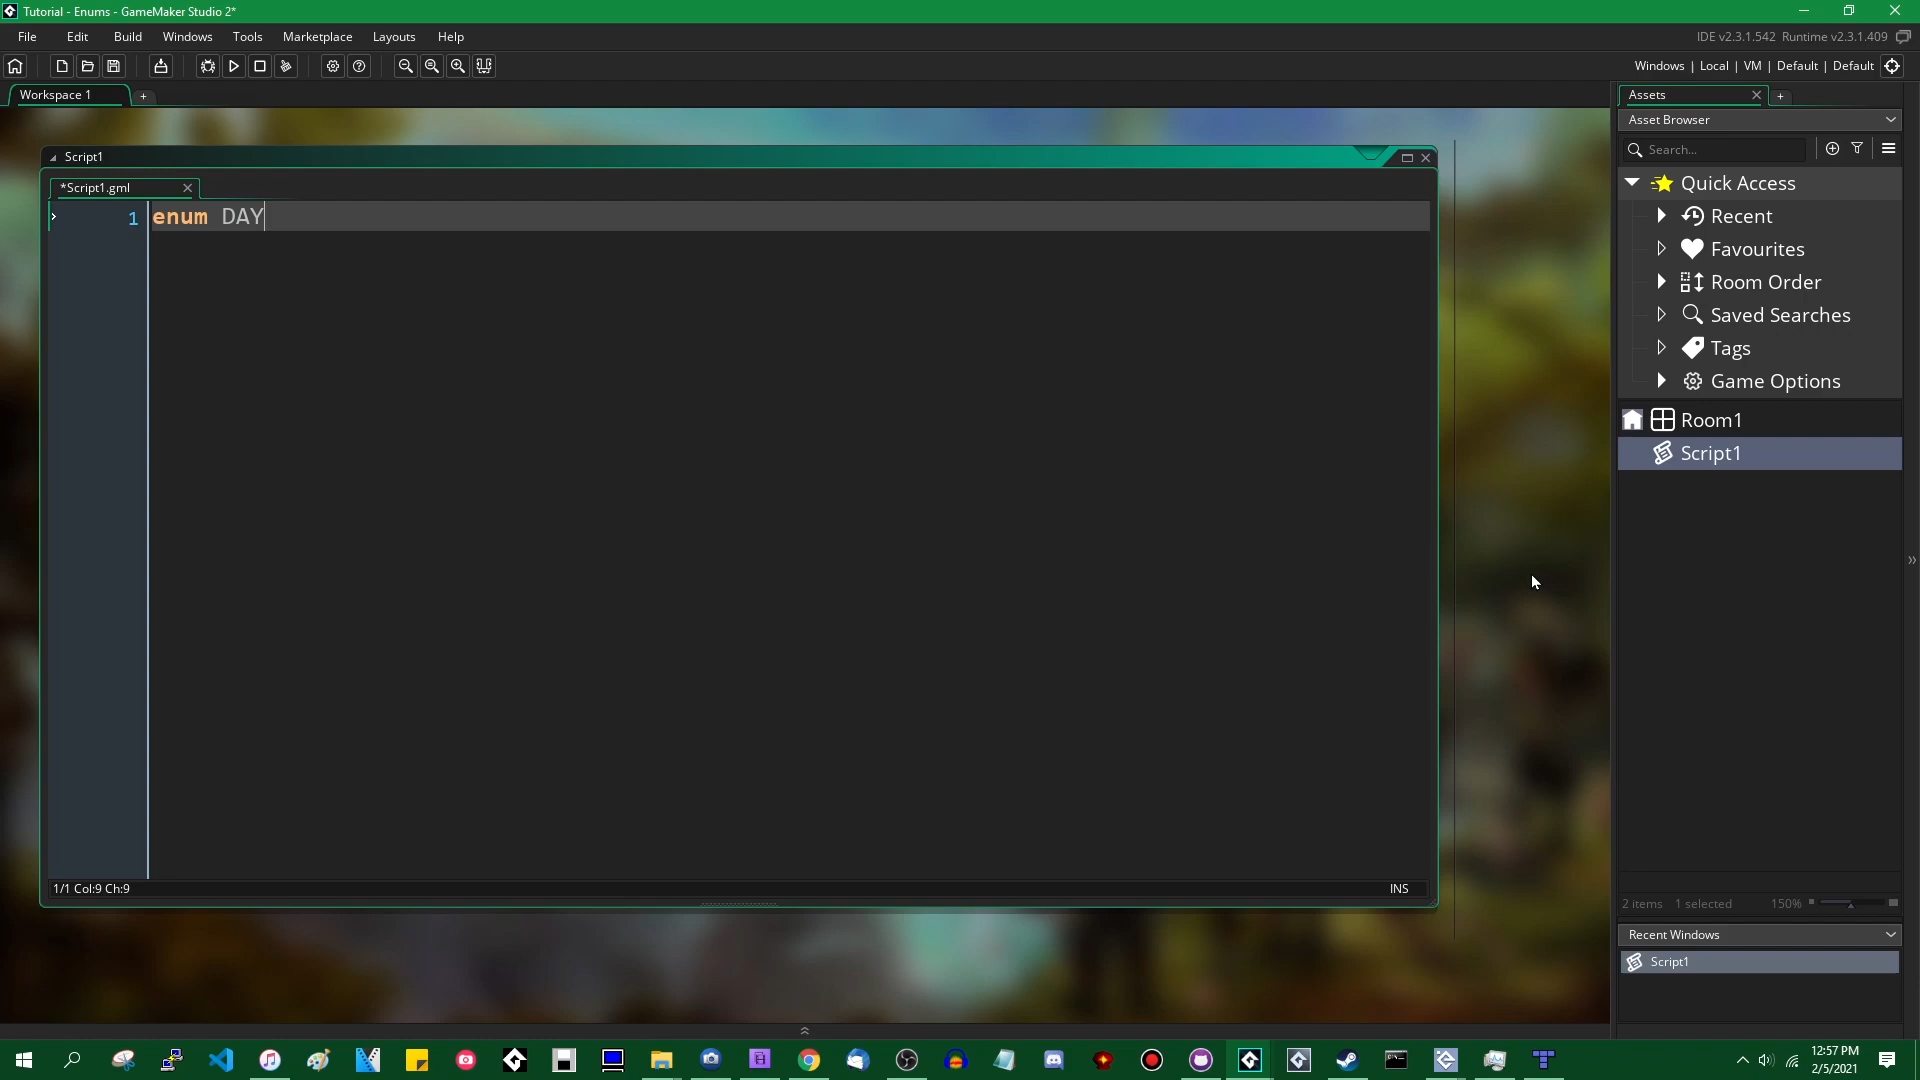 Tutorial - Enums - GameMaker Studio 2*
File Edit Build Windows Tools Marketplace Layouts Help
IDE v2.3.1.542 Runtime v2.3.1.409
Windows | Local | VM | Default | Default
Workspace 1 +
Assets
Asset Browser
Search...
Script1
*Script1.gml
1 enum DAY
Quick Access
Recent
Favourites
Room Order
Saved Searches
Tags
Game Options
Room1
Script1
1/1 Col:9 Ch:9
INS
2 items 1 selected 150%
Recent Windows
Script1
12:57 PM
2/5/2021